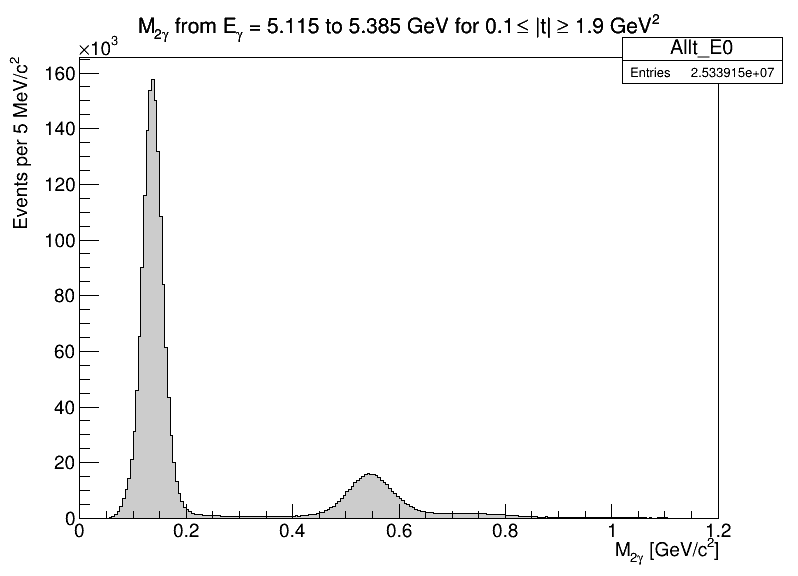 M2γ from Eγ = 5.115 to 5.385 GeV for 0.1 ≤ |t| ≥ 1.9 GeV²
×10³
Allt_E0
Entries 2.533915e+07
Events per 5 MeV/c²
160
140
120
100
80
60
40
20
0
0 0.2 0.4 0.6 0.8 1 1.2
M2γ [GeV/c²]